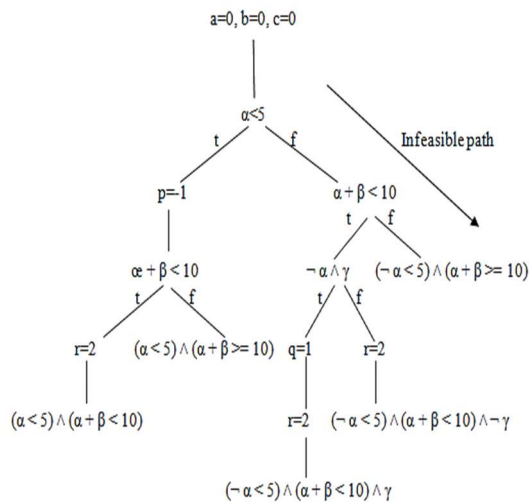 a=0, b=0, c=0
α<5
t
f
Infeasible path
p=-1
α + β < 10
t
f
œ + β < 10
¬ α ∧ γ
(¬ α < 5) ∧ (α + β >= 10)
t
f
t
f
r=2
(α < 5) ∧ (α + β >= 10)
q=1
r=2
(α < 5) ∧ (α + β < 10)
r=2
(¬ α < 5) ∧ (α + β < 10) ∧ ¬ γ
(¬ α < 5) ∧ (α + β < 10) ∧ γ